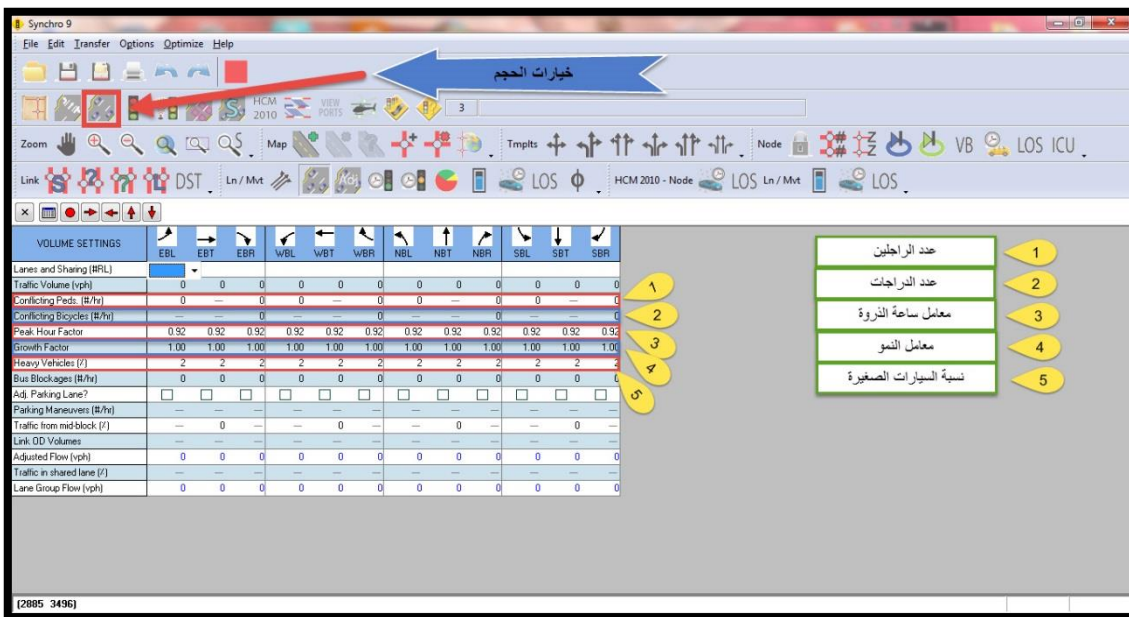 Synchro 9
File Edit Transfer Options Optimize Help
خيارات الحجم
HCM 2010 VIEW PORTS 3
Zoom Map Tmplts Node VB LOS ICU
Link DST Ln / Mvt Adj LOS Φ HCM 2010 - Node LOS Ln / Mvt LOS
VOLUME SETTINGS EBL EBT EBR WBL WBT WBR NBL NBT NBR SBL SBT SBR
Lanes and Sharing (#RL)
Traffic Volume (vph) 0 0 0 0 0 0 0 0 0 0 0 0
Conflicting Peds. (#/hr) 0 — 0 0 — 0 0 — 0 0 — 0
Conflicting Bicycles (#/hr) — — 0 — — 0 — — 0 — — 0
Peak Hour Factor 0.92 0.92 0.92 0.92 0.92 0.92 0.92 0.92 0.92 0.92 0.92 0.92
Growth Factor 1.00 1.00 1.00 1.00 1.00 1.00 1.00 1.00 1.00 1.00 1.00 1.00
Heavy Vehicles (%) 2 2 2 2 2 2 2 2 2 2 2 2
Bus Blockages (#/hr) 0 0 0 0 0 0 0 0 0 0 0 0
Adj. Parking Lane?
Parking Maneuvers (#/hr) — — — — — — — — — — — —
Traffic from mid-block (%) — 0 — — 0 — — 0 — — 0 —
Link OD Volumes — — — — — — — — — — — —
Adjusted Flow (vph) 0 0 0 0 0 0 0 0 0 0 0 0
Traffic in shared lane (%) — — — — — — — — — — — —
Lane Group Flow (vph) 0 0 0 0 0 0 0 0 0 0 0 0
1
2
3
4
5
عدد الراجلين 1
عدد الدراجات 2
معامل ساعة الذروة 3
معامل النمو 4
نسبة السيارات الصغيرة 5
(2885 3496)